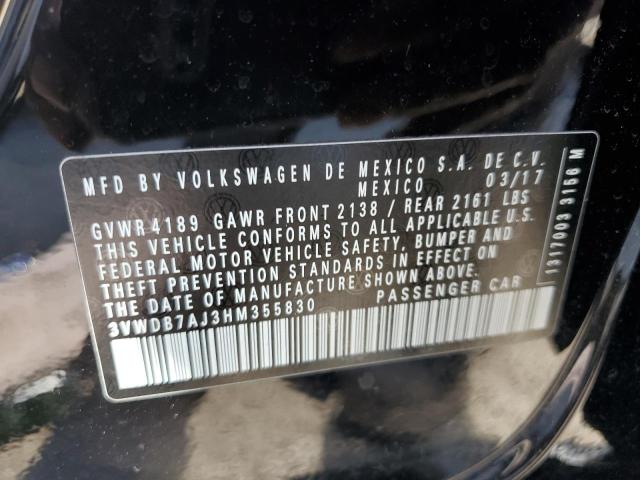 MFD BY VOLKSWAGEN DE MEXICO S.A. DE C.V.
MEXICO 03/17
GVWR 4189 GAWR FRONT 2138 / REAR 2161 LBS
THIS VEHICLE CONFORMS TO ALL APPLICABLE U.S.
FEDERAL MOTOR VEHICLE SAFETY, BUMPER AND
THEFT PREVENTION STANDARDS IN EFFECT ON
THE DATE OF MANUFACTURE SHOWN ABOVE.
3VWDB7AJ3HM355830 PASSENGER CAR
1317003 3156 M